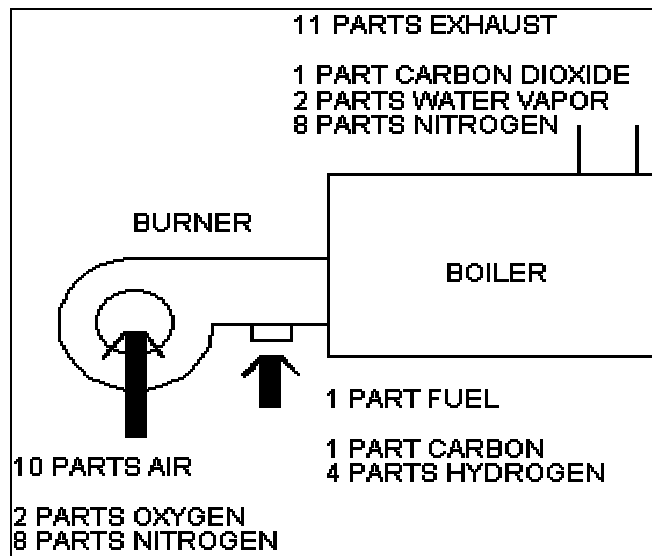 11 PARTS EXHAUST
1 PART CARBON DIOXIDE
2 PARTS WATER VAPOR
8 PARTS NITROGEN
BURNER
BOILER
1 PART FUEL
1 PART CARBON
4 PARTS HYDROGEN
10 PARTS AIR
2 PARTS OXYGEN
8 PARTS NITROGEN